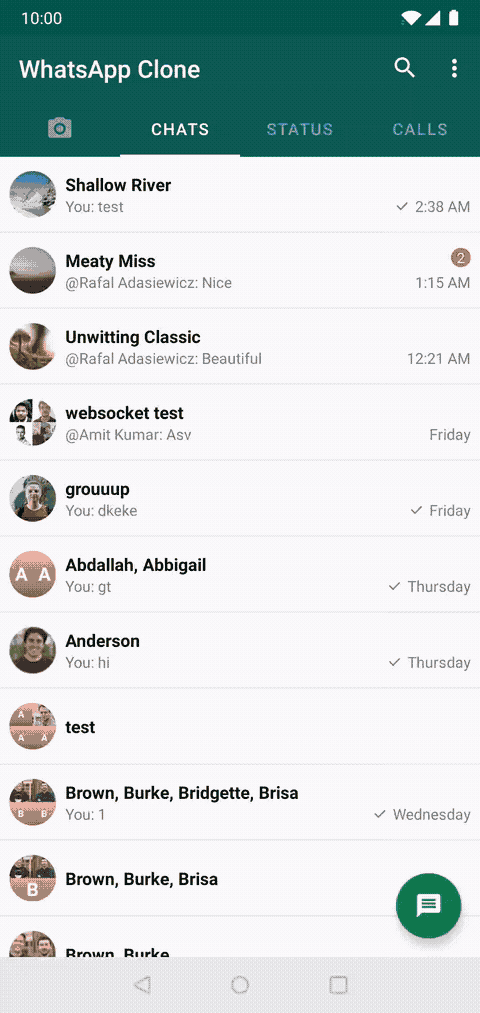 10:00
WhatsApp Clone
CHATS STATUS CALLS
Shallow River
You: test 2:38 AM
Meaty Miss 2
@Rafal Adasiewicz: Nice 1:15 AM
Unwitting Classic
@Rafal Adasiewicz: Beautiful 12:21 AM
websocket test
@Amit Kumar: Asv Friday
grouuup
You: dkeke Friday
A A
Abdallah, Abbigail
You: gt Thursday
Anderson
You: hi Thursday
A
A A
test
B B
Brown, Burke, Bridgette, Brisa
You: 1 Wednesday
B
Brown, Burke, Brisa
Brown, Burke